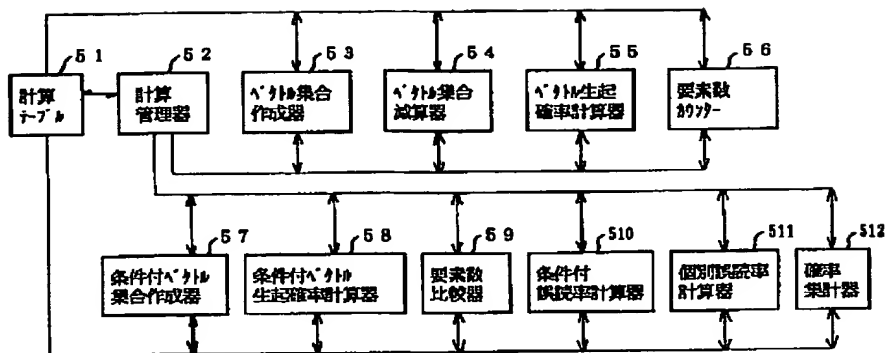 ５１
５２
５３
５４
５５
５６
計算
ﾃｰﾌﾞﾙ
計算
管理器
ﾍﾞｸﾄﾙ集合
作成器
ﾍﾞｸﾄﾙ集合
減算器
ﾍﾞｸﾄﾙ生起
確率計算器
要素数
ｶｳﾝﾀｰ
５７
５８
５９
510
511
512
条件付ﾍﾞｸﾄﾙ
集合作成器
条件付ﾍﾞｸﾄﾙ
生起確率計算器
要素数
比較器
条件付
誤読率計算器
個別誤読率
計算器
確率
集計器